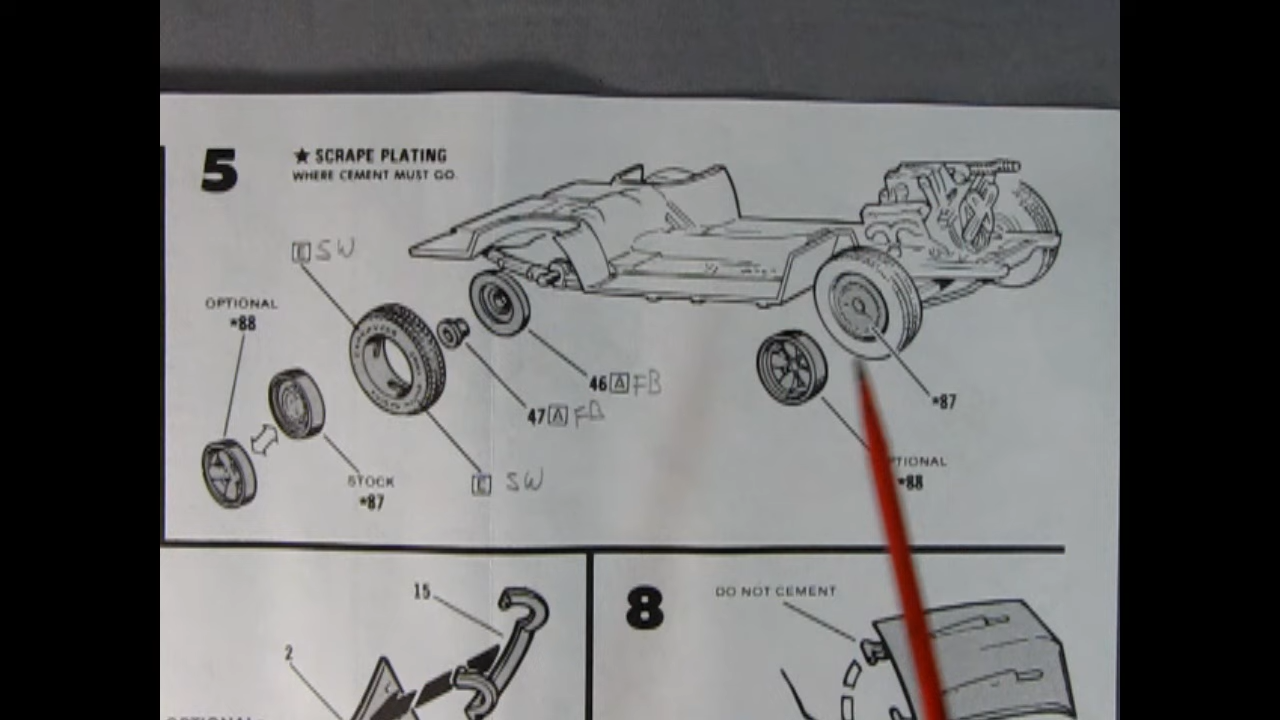 5
★ SCRAPE PLATING
WHERE CEMENT MUST GO.
E SW
OPTIONAL
*88
46 A FB
47 A FB
*87
STOCK
*87
E SW
*88
15
2
8
DO NOT CEMENT